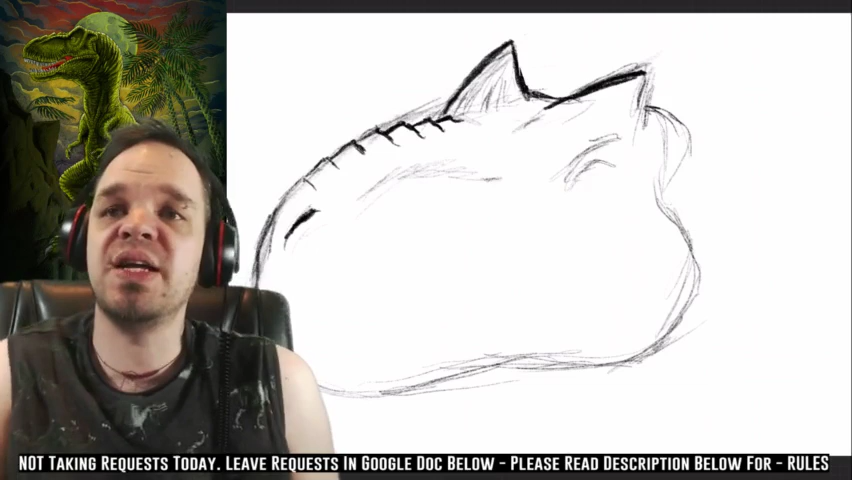 NOT Taking Requests Today. Leave Requests In Google Doc Below - Please Read Description Below For - RULES